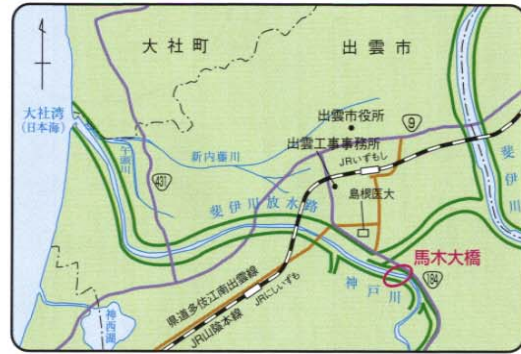 大社町
出雲市
大社湾
(日本海)
出雲市役所
9
出雲工事事務所
JRいずもし
新内藤川
午頭川
431
斐伊川放水路
島根医大
斐伊川
馬木大橋
184
神戸川
県道多伎江南出雲線
JRにしいずも
JR山陰本線
神西湖